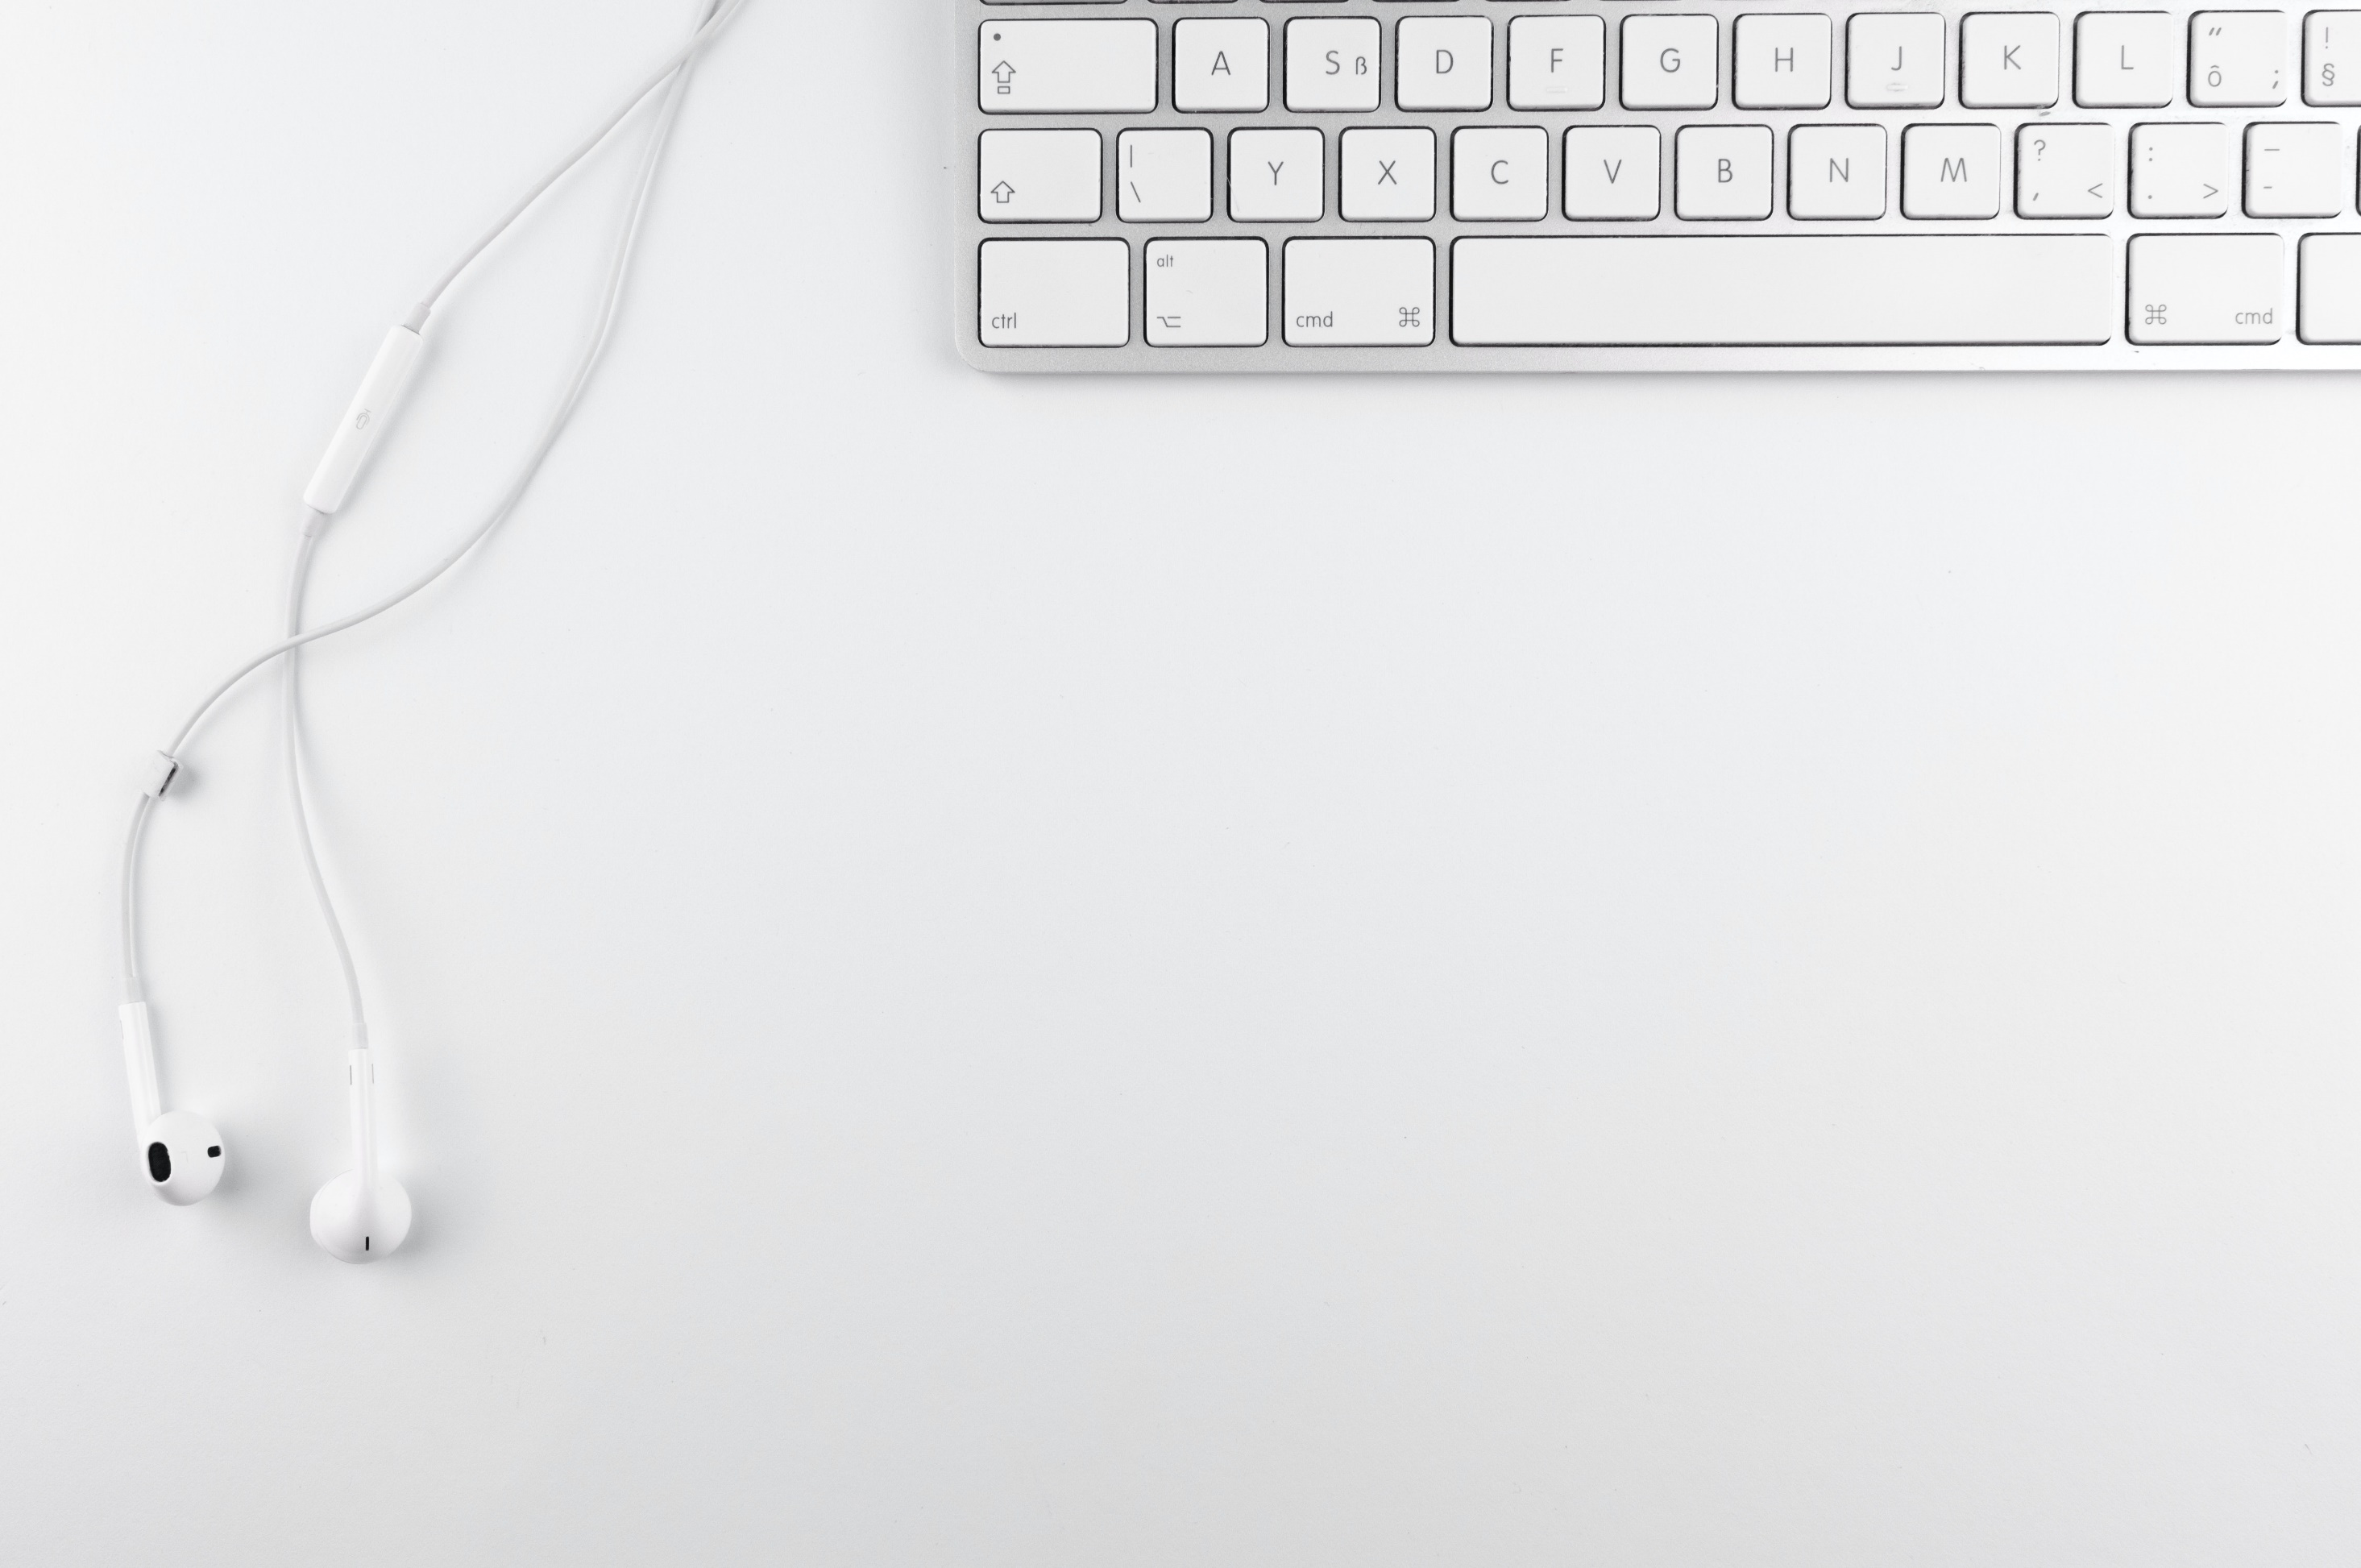 A S ß D F G H J K L " ô ; ! §
| \ Y X C V B N M ? , < : . > – -
alt
ctrl ⌥ cmd ⌘ ⌘ cmd